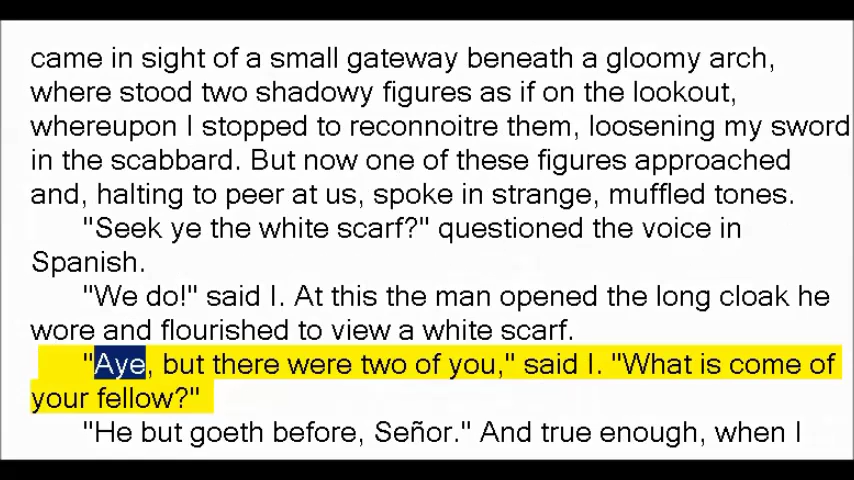 came in sight of a small gateway beneath a gloomy arch,
where stood two shadowy figures as if on the lookout,
whereupon I stopped to reconnoitre them, loosening my sword
in the scabbard. But now one of these figures approached
and, halting to peer at us, spoke in strange, muffled tones.
"Seek ye the white scarf?" questioned the voice in
Spanish.
"We do!" said I. At this the man opened the long cloak he
wore and flourished to view a white scarf.
"Aye, but there were two of you," said I. "What is come of
your fellow?"
"He but goeth before, Señor." And true enough, when I